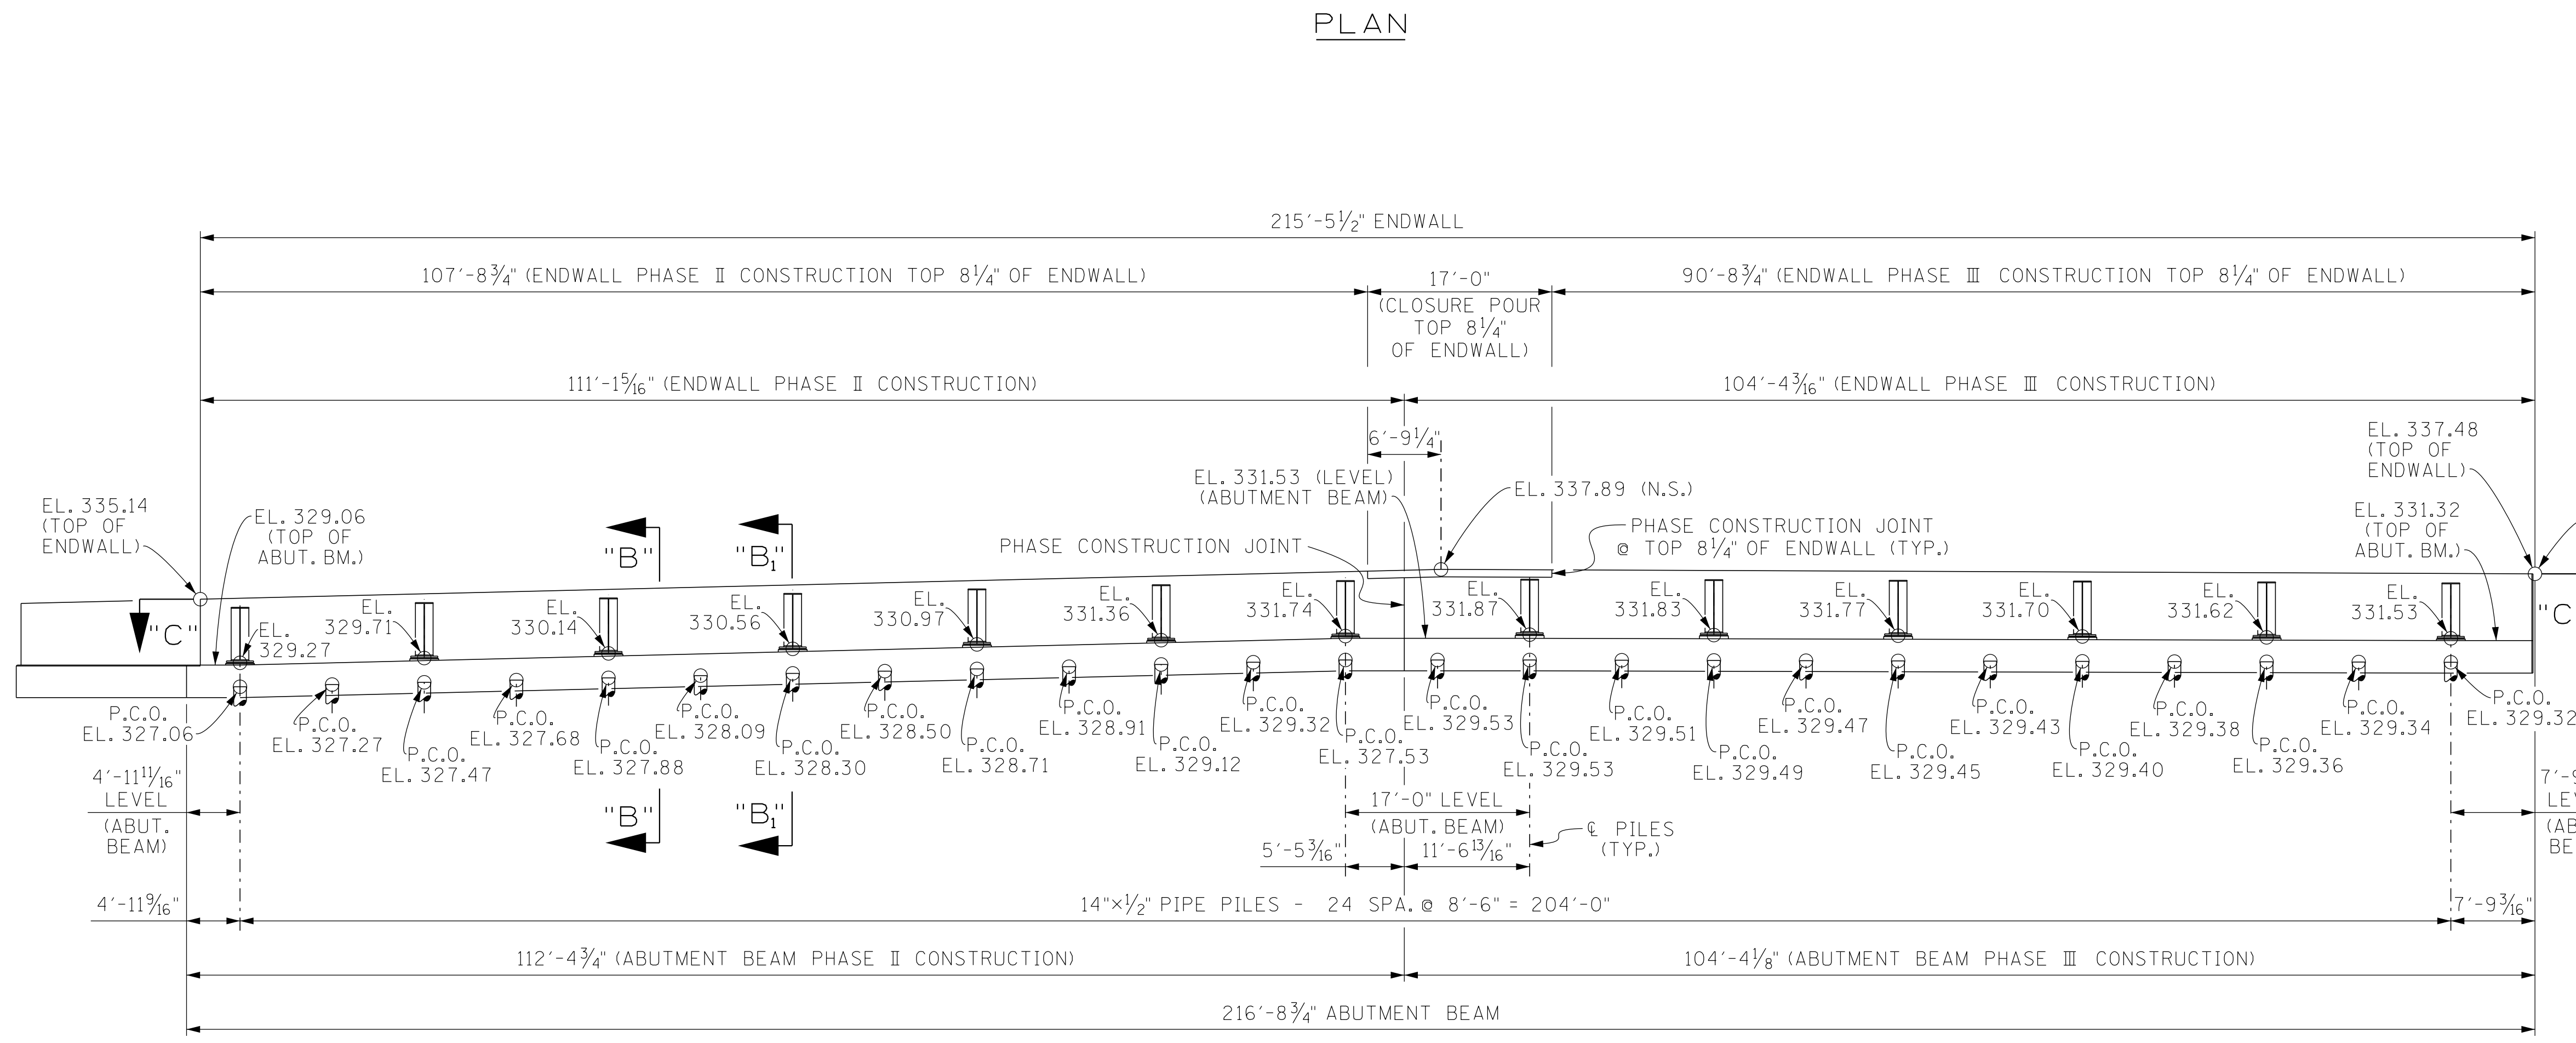 PLAN
215'-5½" ENDWALL
107'-8¾" (ENDWALL PHASE II CONSTRUCTION TOP 8¼" OF ENDWALL)
17'-0"
(CLOSURE POUR
TOP 8¼"
OF ENDWALL)
90'-8¾" (ENDWALL PHASE III CONSTRUCTION TOP 8¼" OF ENDWALL)
111'-1⁵⁄₁₆" (ENDWALL PHASE II CONSTRUCTION)
104'-4³⁄₁₆" (ENDWALL PHASE III CONSTRUCTION)
6'-9¼"
EL. 335.14
(TOP OF
ENDWALL)
EL. 329.06
(TOP OF
ABUT. BM.)
"B"
"B₁"
EL. 331.53 (LEVEL)
(ABUTMENT BEAM)
PHASE CONSTRUCTION JOINT
EL. 337.89 (N.S.)
PHASE CONSTRUCTION JOINT
@ TOP 8¼" OF ENDWALL (TYP.)
EL. 337.48
(TOP OF
ENDWALL)
EL. 331.32
(TOP OF
ABUT. BM.)
"C"
EL.
329.27
EL.
329.71
EL.
330.14
EL.
330.56
EL.
330.97
EL.
331.36
EL.
331.74
EL.
331.87
EL.
331.83
EL.
331.77
EL.
331.70
EL.
331.62
EL.
331.53
"C
P.C.O.
EL. 327.06
P.C.O.
EL. 327.27
P.C.O.
EL. 327.47
P.C.O.
EL. 327.68
P.C.O.
EL. 327.88
P.C.O.
EL. 328.09
P.C.O.
EL. 328.30
P.C.O.
EL. 328.50
P.C.O.
EL. 328.71
P.C.O.
EL. 328.91
P.C.O.
EL. 329.12
P.C.O.
EL. 329.32
P.C.O.
EL. 327.53
P.C.O.
EL. 329.53
P.C.O.
EL. 329.53
P.C.O.
EL. 329.51
P.C.O.
EL. 329.49
P.C.O.
EL. 329.47
P.C.O.
EL. 329.45
P.C.O.
EL. 329.43
P.C.O.
EL. 329.40
P.C.O.
EL. 329.38
P.C.O.
EL. 329.36
P.C.O.
EL. 329.34
P.C.O.
EL. 329.32
4'-11¹¹⁄₁₆"
LEVEL
(ABUT.
BEAM)
"B"
"B₁"
17'-0" LEVEL
(ABUT. BEAM)
℄ PILES
(TYP.)
5'-5³⁄₁₆"
11'-6¹³⁄₁₆"
7'-9
LE
(AB
BE
4'-11⁹⁄₁₆"
14"×½" PIPE PILES - 24 SPA. @ 8'-6" = 204'-0"
7'-9³⁄₁₆"
112'-4¾" (ABUTMENT BEAM PHASE II CONSTRUCTION)
104'-4⅛" (ABUTMENT BEAM PHASE III CONSTRUCTION)
216'-8¾" ABUTMENT BEAM